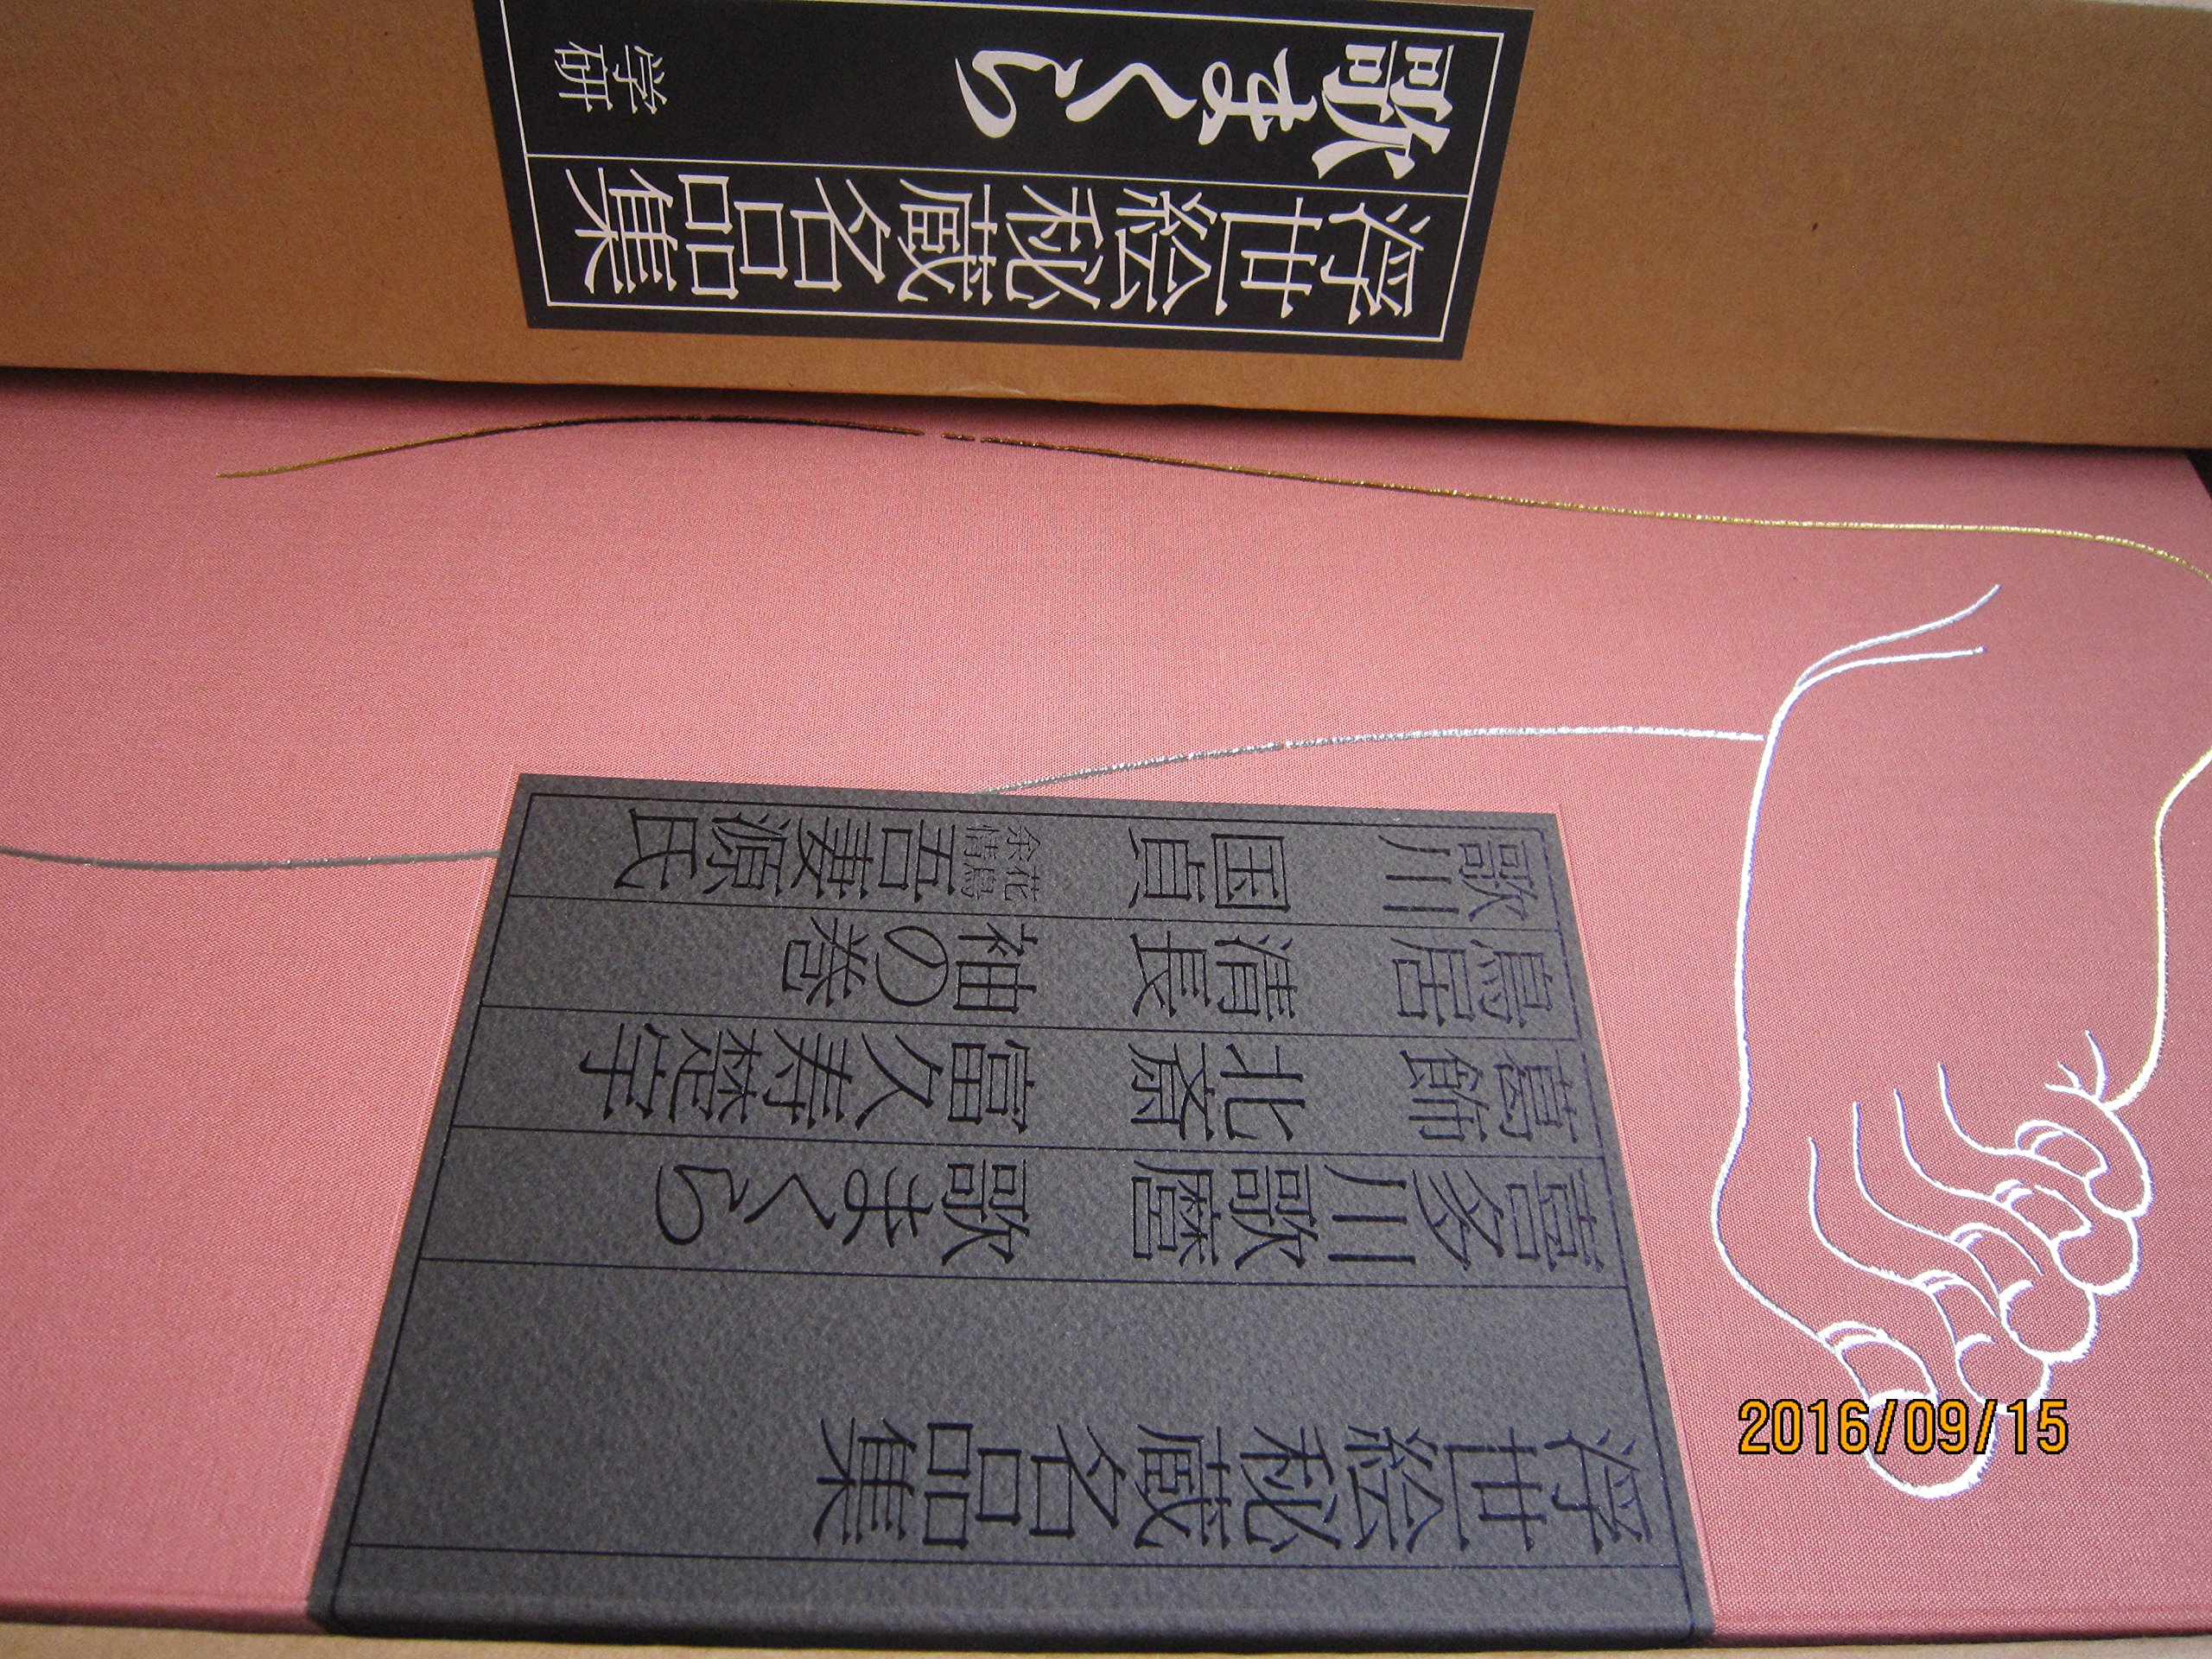 浮世絵秘蔵名品集
歌まくら
学研
浮世絵秘蔵名品集
喜多川歌麿 歌まくら
葛飾北斎 富久寿楚宇
鳥居清長 袖の巻
歌川国貞 花鳥余情 吾妻源氏
2016/09/15